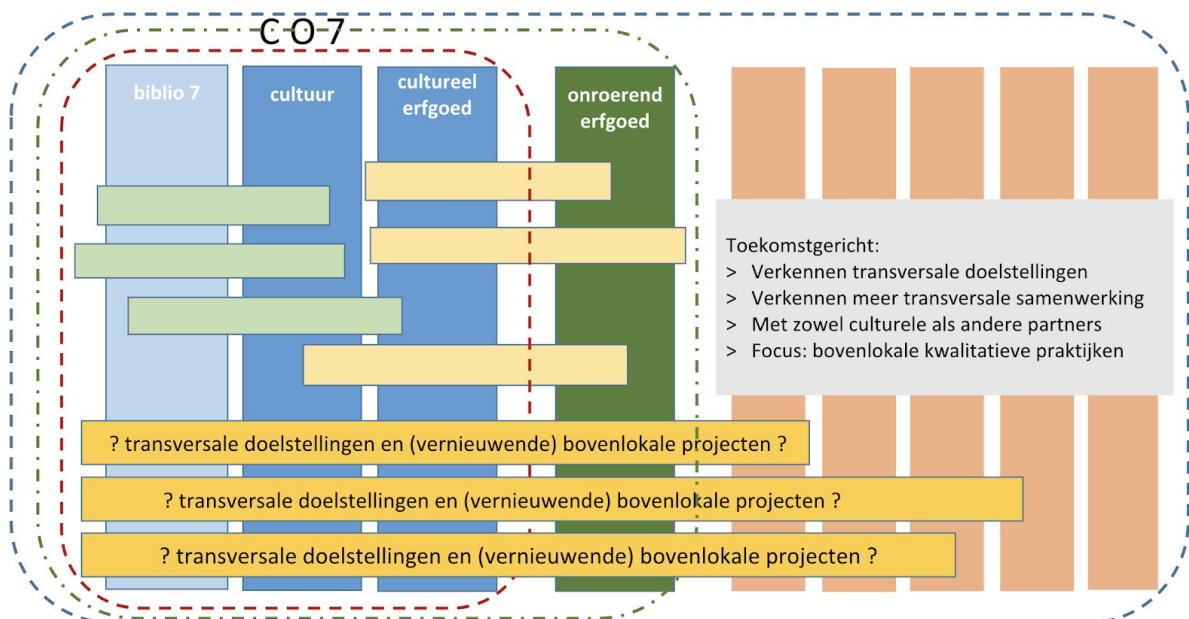 C O 7
biblio 7
cultuur
cultureel
erfgoed
onroerend
erfgoed
Toekomstgericht:
> Verkennen transversale doelstellingen
> Verkennen meer transversale samenwerking
> Met zowel culturele als andere partners
> Focus: bovenlokale kwalitatieve praktijken
? transversale doelstellingen en (vernieuwende) bovenlokale projecten ?
? transversale doelstellingen en (vernieuwende) bovenlokale projecten ?
? transversale doelstellingen en (vernieuwende) bovenlokale projecten ?